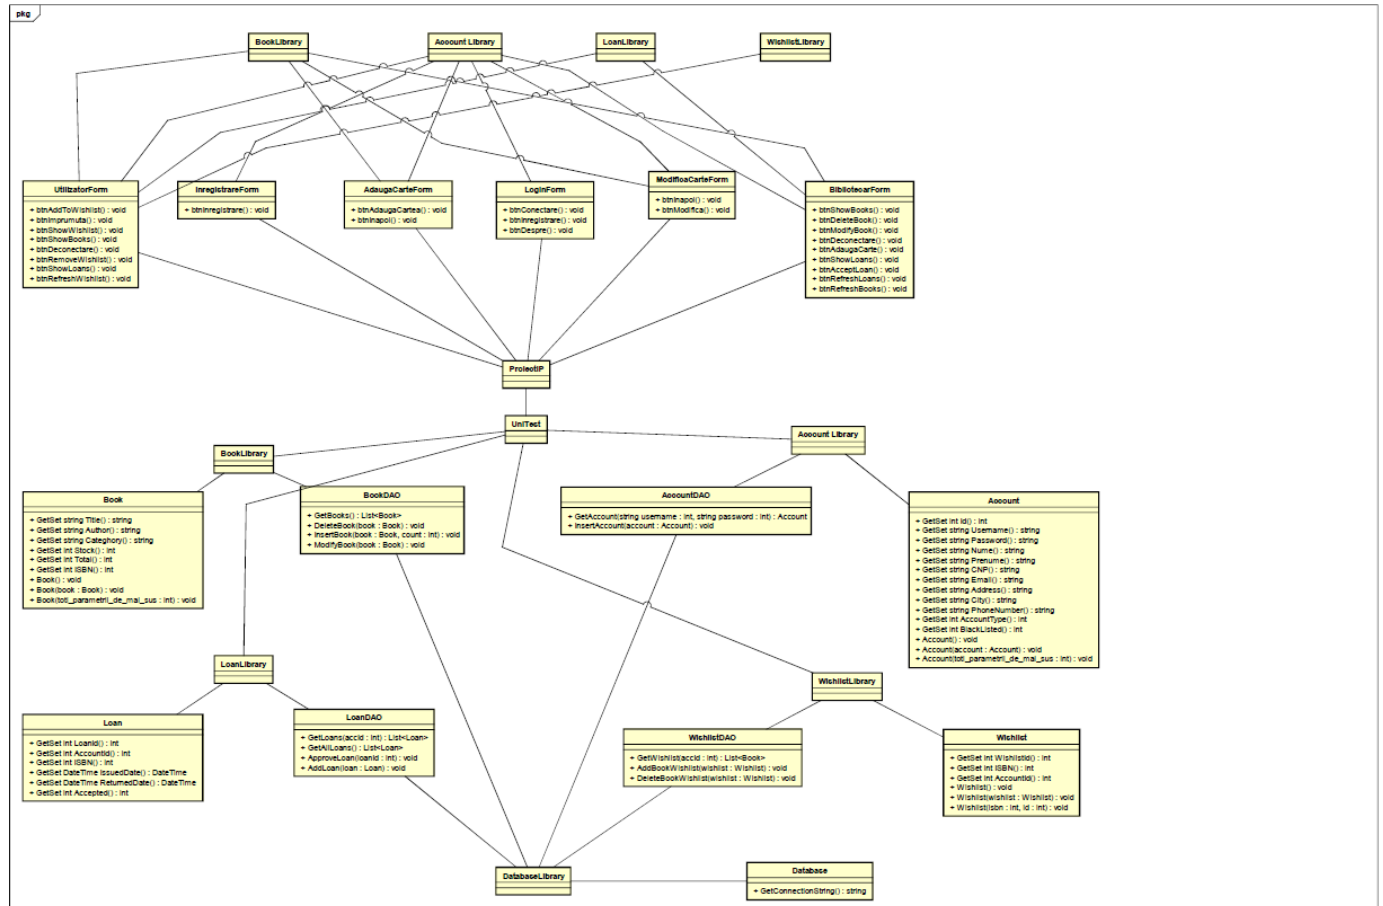 pkg
BookLibrary
Account Library
LoanLibrary
WishlistLibrary
UtilizatorForm
+ btnAddToWishlist() : void
+ btnImprumuta() : void
+ btnShowWishlist() : void
+ btnShowBooks() : void
+ btnDeconectare() : void
+ btnRemoveWishlist() : void
+ btnShowLoans() : void
+ btnRefreshWishlist() : void
InregistrareForm
+ btnInregistrare() : void
AdaugaCarteForm
+ btnAdaugaCartea() : void
+ btnInapoi() : void
LoginForm
+ btnConectare() : void
+ btnInregistrare() : void
+ btnDespre() : void
ModificaCarteForm
+ btnInapoi() : void
+ btnModifica() : void
BibliotecarForm
+ btnShowBooks() : void
+ btnDeleteBook() : void
+ btnModifyBook() : void
+ btnDeconectare() : void
+ btnAdaugaCarte() : void
+ btnShowLoans() : void
+ btnAcceptLoan() : void
+ btnRefreshLoans() : void
+ btnRefreshBooks() : void
ProiectIP
UniTest
BookLibrary
Account Library
Book
+ GetSet string Title() : string
+ GetSet string Author() : string
+ GetSet string Categhory() : string
+ GetSet int Stock() : int
+ GetSet int Total() : int
+ GetSet int ISBN() : int
+ Book() : void
+ Book(book : Book) : void
+ Book(toti_parametrii_de_mai_sus : int) : void
BookDAO
+ GetBooks() : List<Book>
+ DeleteBook(book : Book) : void
+ InsertBook(book : Book, count : int) : void
+ ModifyBook(book : Book) : void
AccountDAO
+ GetAccount(string username : int, string password : int) : Account
+ InsertAccount(account : Account) : void
Account
+ GetSet int Id() : int
+ GetSet string Username() : string
+ GetSet string Password() : string
+ GetSet string Nume() : string
+ GetSet string Prenume() : string
+ GetSet string CNP() : string
+ GetSet string Email() : string
+ GetSet string Address() : string
+ GetSet string City() : string
+ GetSet string PhoneNumber() : string
+ GetSet int AccountType() : int
+ GetSet int BlackListed() : int
+ Account() : void
+ Account(account : Account) : void
+ Account(toti_parametrii_de_mai_sus : int) : void
LoanLibrary
WishlistLibrary
Loan
+ GetSet int LoanId() : int
+ GetSet int AccountId() : int
+ GetSet int ISBN() : int
+ GetSet DateTime IssuedDate() : DateTime
+ GetSet DateTime ReturnedDate() : DateTime
+ GetSet int Accepted() : int
LoanDAO
+ GetLoans(accId : int) : List<Loan>
+ GetAllLoans() : List<Loan>
+ ApproveLoan(loanId : int) : void
+ AddLoan(loan : Loan) : void
WishlistDAO
+ GetWishlist(accId : int) : List<Book>
+ AddBookWishlist(wishlist : Wishlist) : void
+ DeleteBookWishlist(wishlist : Wishlist) : void
Wishlist
+ GetSet int WishlistId() : int
+ GetSet int ISBN() : int
+ GetSet int AccountId() : int
+ Wishlist() : void
+ Wishlist(wishlist : Wishlist) : void
+ Wishlist(isbn : int, id : int) : void
DatabaseLibrary
Database
+ GetConnectionString() : string